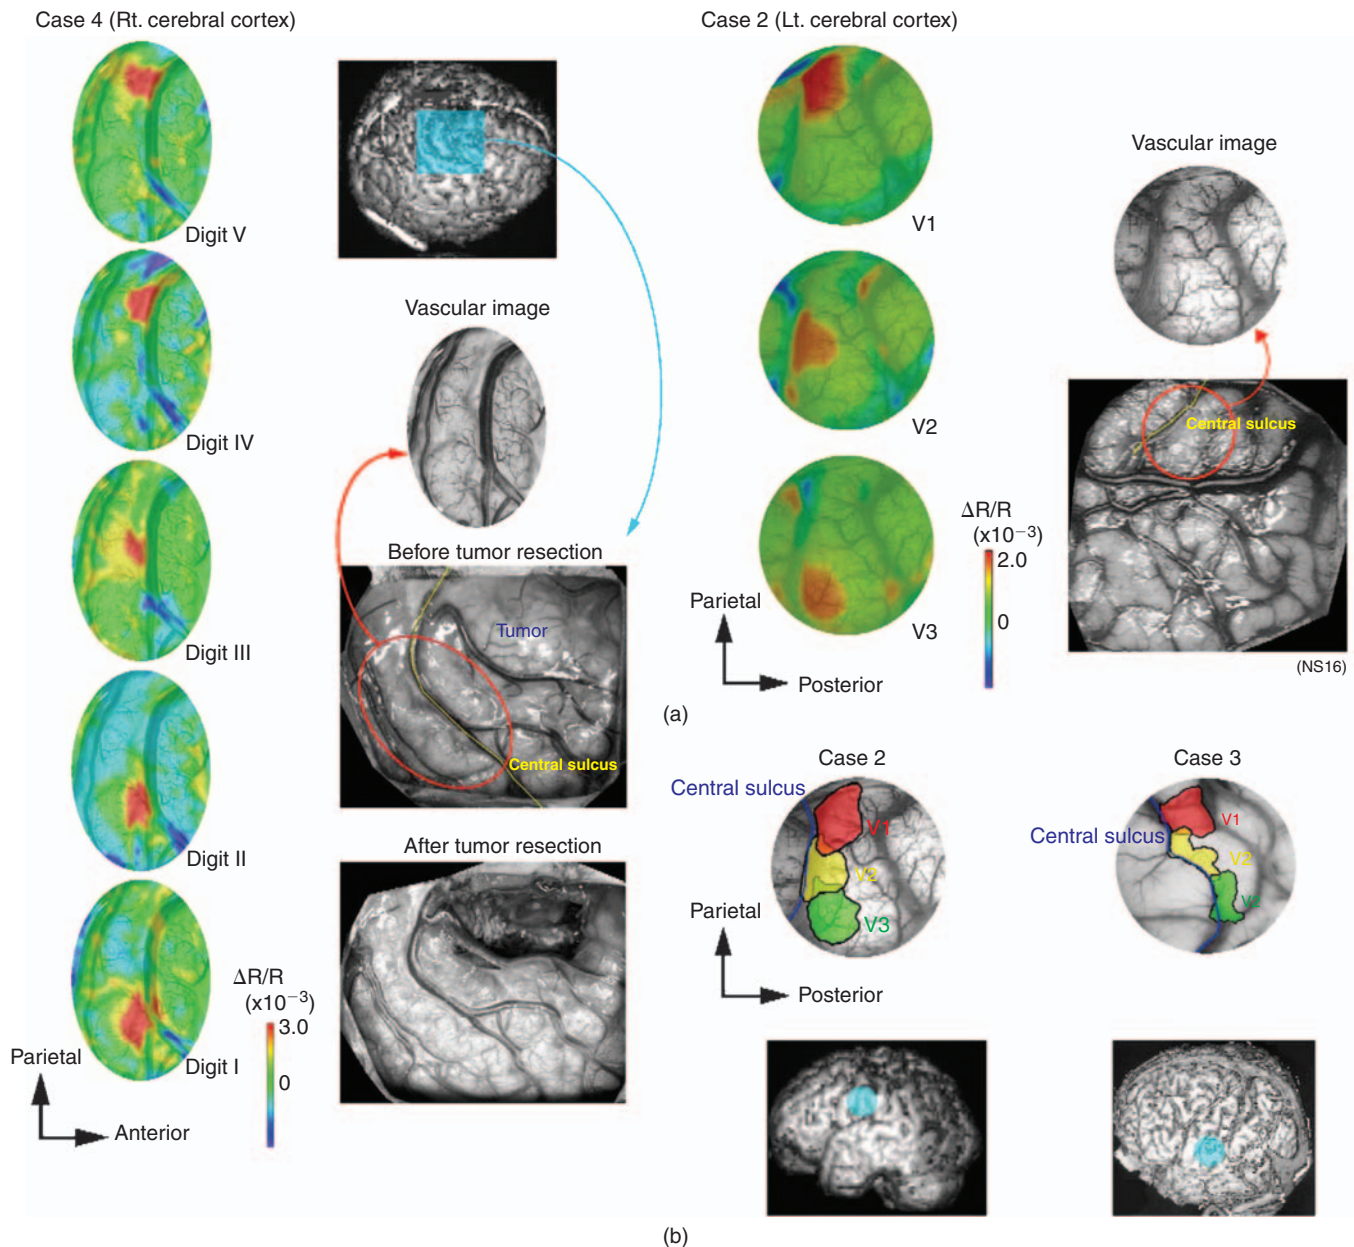 Case 4 (Rt. cerebral cortex)
Digit V
Digit IV
Digit III
Digit II
Digit I
ΔR/R
(x10−3)
3.0
0
Parietal
Anterior
Vascular image
Before tumor resection
Tumor
Central sulcus
After tumor resection
Case 2 (Lt. cerebral cortex)
V1
V2
V3
ΔR/R
(x10−3)
2.0
0
Parietal
Posterior
Vascular image
Central sulcus
(NS16)
(a)
Case 2
Central sulcus
V1
V2
V3
Parietal
Posterior
Case 3
Central sulcus
V1
V2
V2
(b)